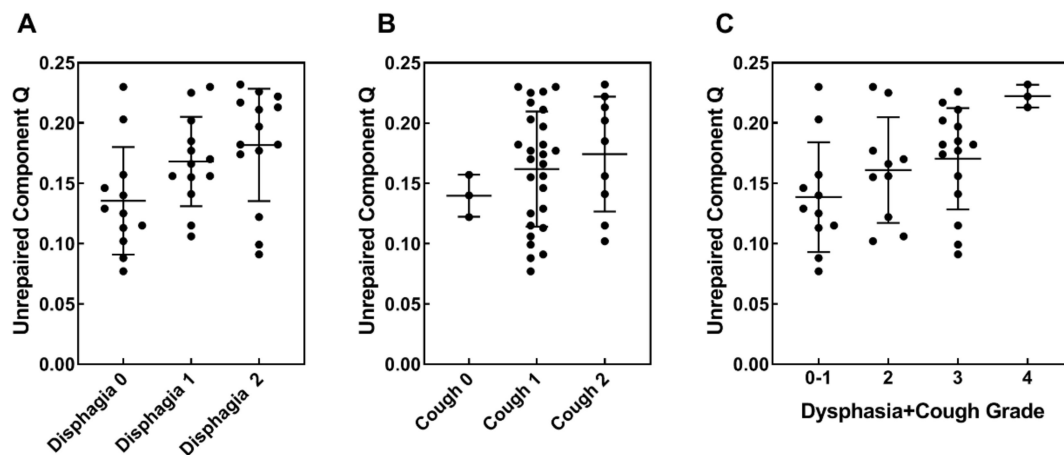 A
Unrepaired Component Q
0.25
0.20
0.15
0.10
0.05
0.00
Disphagia 0
Disphagia 1
Disphagia 2
B
Unrepaired Component Q
0.25
0.20
0.15
0.10
0.05
0.00
Cough 0
Cough 1
Cough 2
C
Unrepaired Component Q
0.25
0.20
0.15
0.10
0.05
0.00
0-1 2 3 4
Dysphasia+Cough Grade